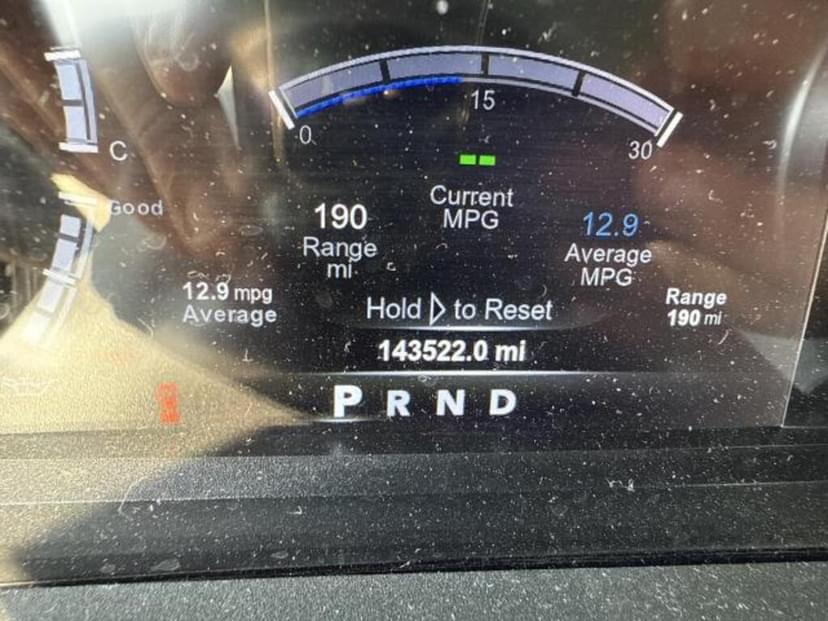 15
0
30
C
Good
Current
MPG
190
Range
mi
12.9
Average
MPG
12.9 mpg
Average
Hold ▷ to Reset
Range
190 mi
143522.0 mi
P R N D